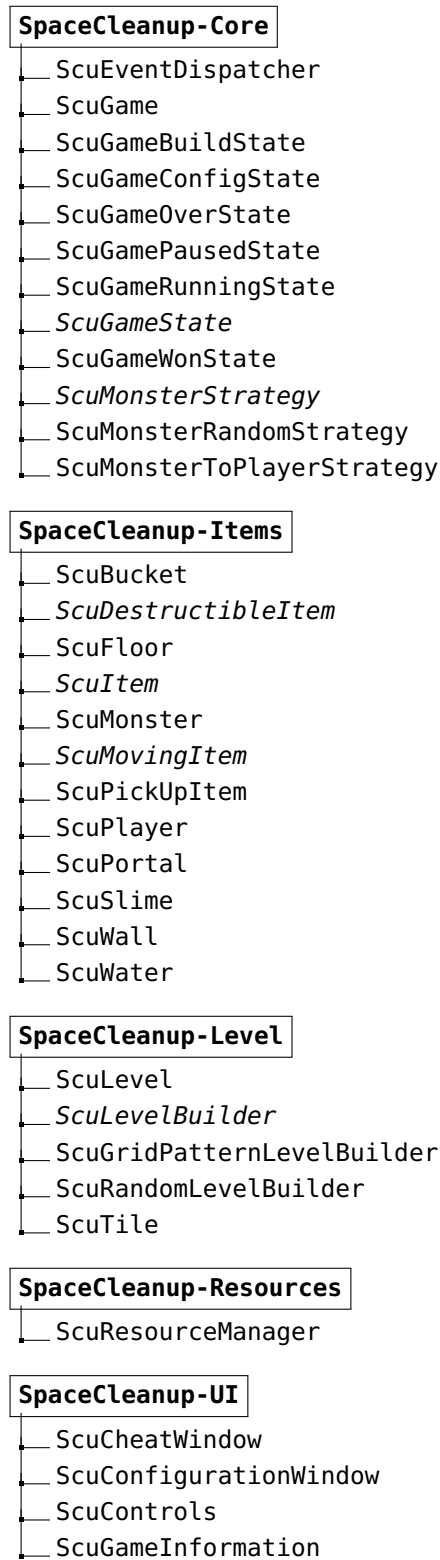 SpaceCleanup-Core
ScuEventDispatcher
ScuGame
ScuGameBuildState
ScuGameConfigState
ScuGameOverState
ScuGamePausedState
ScuGameRunningState
ScuGameState
ScuGameWonState
ScuMonsterStrategy
ScuMonsterRandomStrategy
ScuMonsterToPlayerStrategy
SpaceCleanup-Items
ScuBucket
ScuDestructibleItem
ScuFloor
ScuItem
ScuMonster
ScuMovingItem
ScuPickUpItem
ScuPlayer
ScuPortal
ScuSlime
ScuWall
ScuWater
SpaceCleanup-Level
ScuLevel
ScuLevelBuilder
ScuGridPatternLevelBuilder
ScuRandomLevelBuilder
ScuTile
SpaceCleanup-Resources
ScuResourceManager
SpaceCleanup-UI
ScuCheatWindow
ScuConfigurationWindow
ScuControls
ScuGameInformation